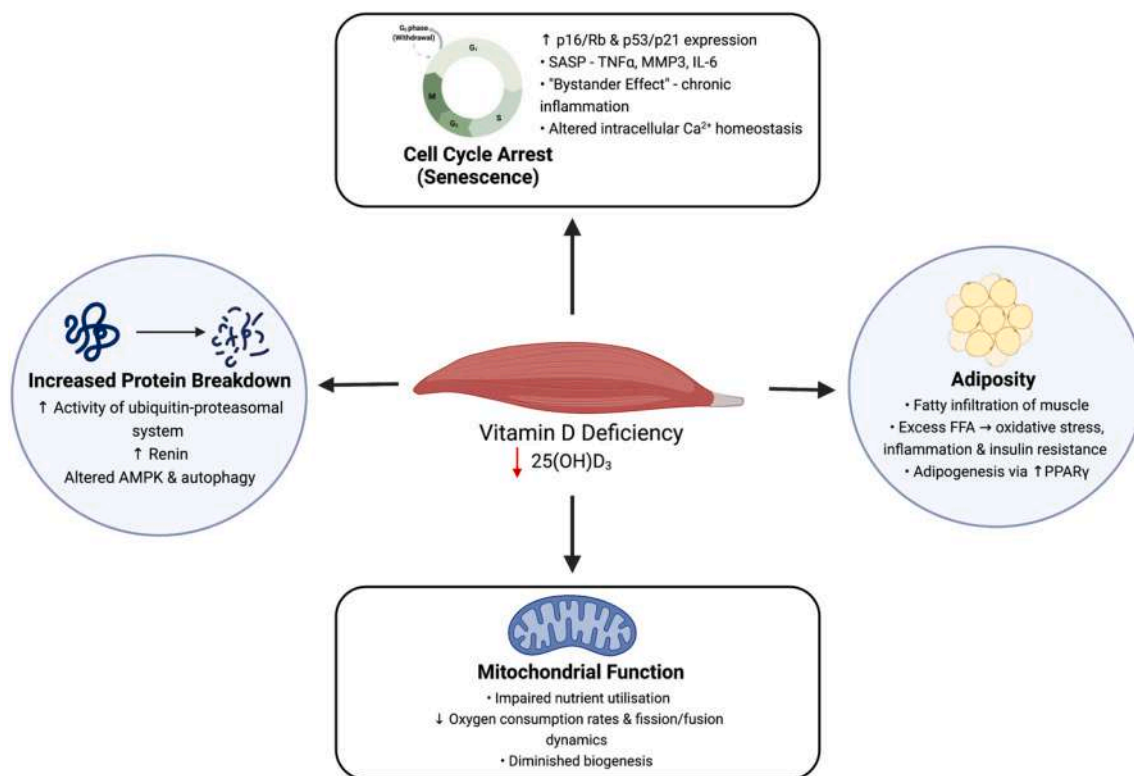 G₀ phase
(Withdrawal)
G₁
M
S
G₂
Cell Cycle Arrest
(Senescence)
↑ p16/Rb & p53/p21 expression
• SASP - TNFα, MMP3, IL-6
• "Bystander Effect" - chronic
inflammation
• Altered intracellular Ca²⁺ homeostasis
Increased Protein Breakdown
↑ Activity of ubiquitin-proteasomal
system
↑ Renin
Altered AMPK & autophagy
Vitamin D Deficiency
↓ 25(OH)D₃
Adiposity
• Fatty infiltration of muscle
• Excess FFA → oxidative stress,
inflammation & insulin resistance
• Adipogenesis via ↑PPARγ
Mitochondrial Function
• Impaired nutrient utilisation
↓ Oxygen consumption rates & fission/fusion
dynamics
• Diminished biogenesis